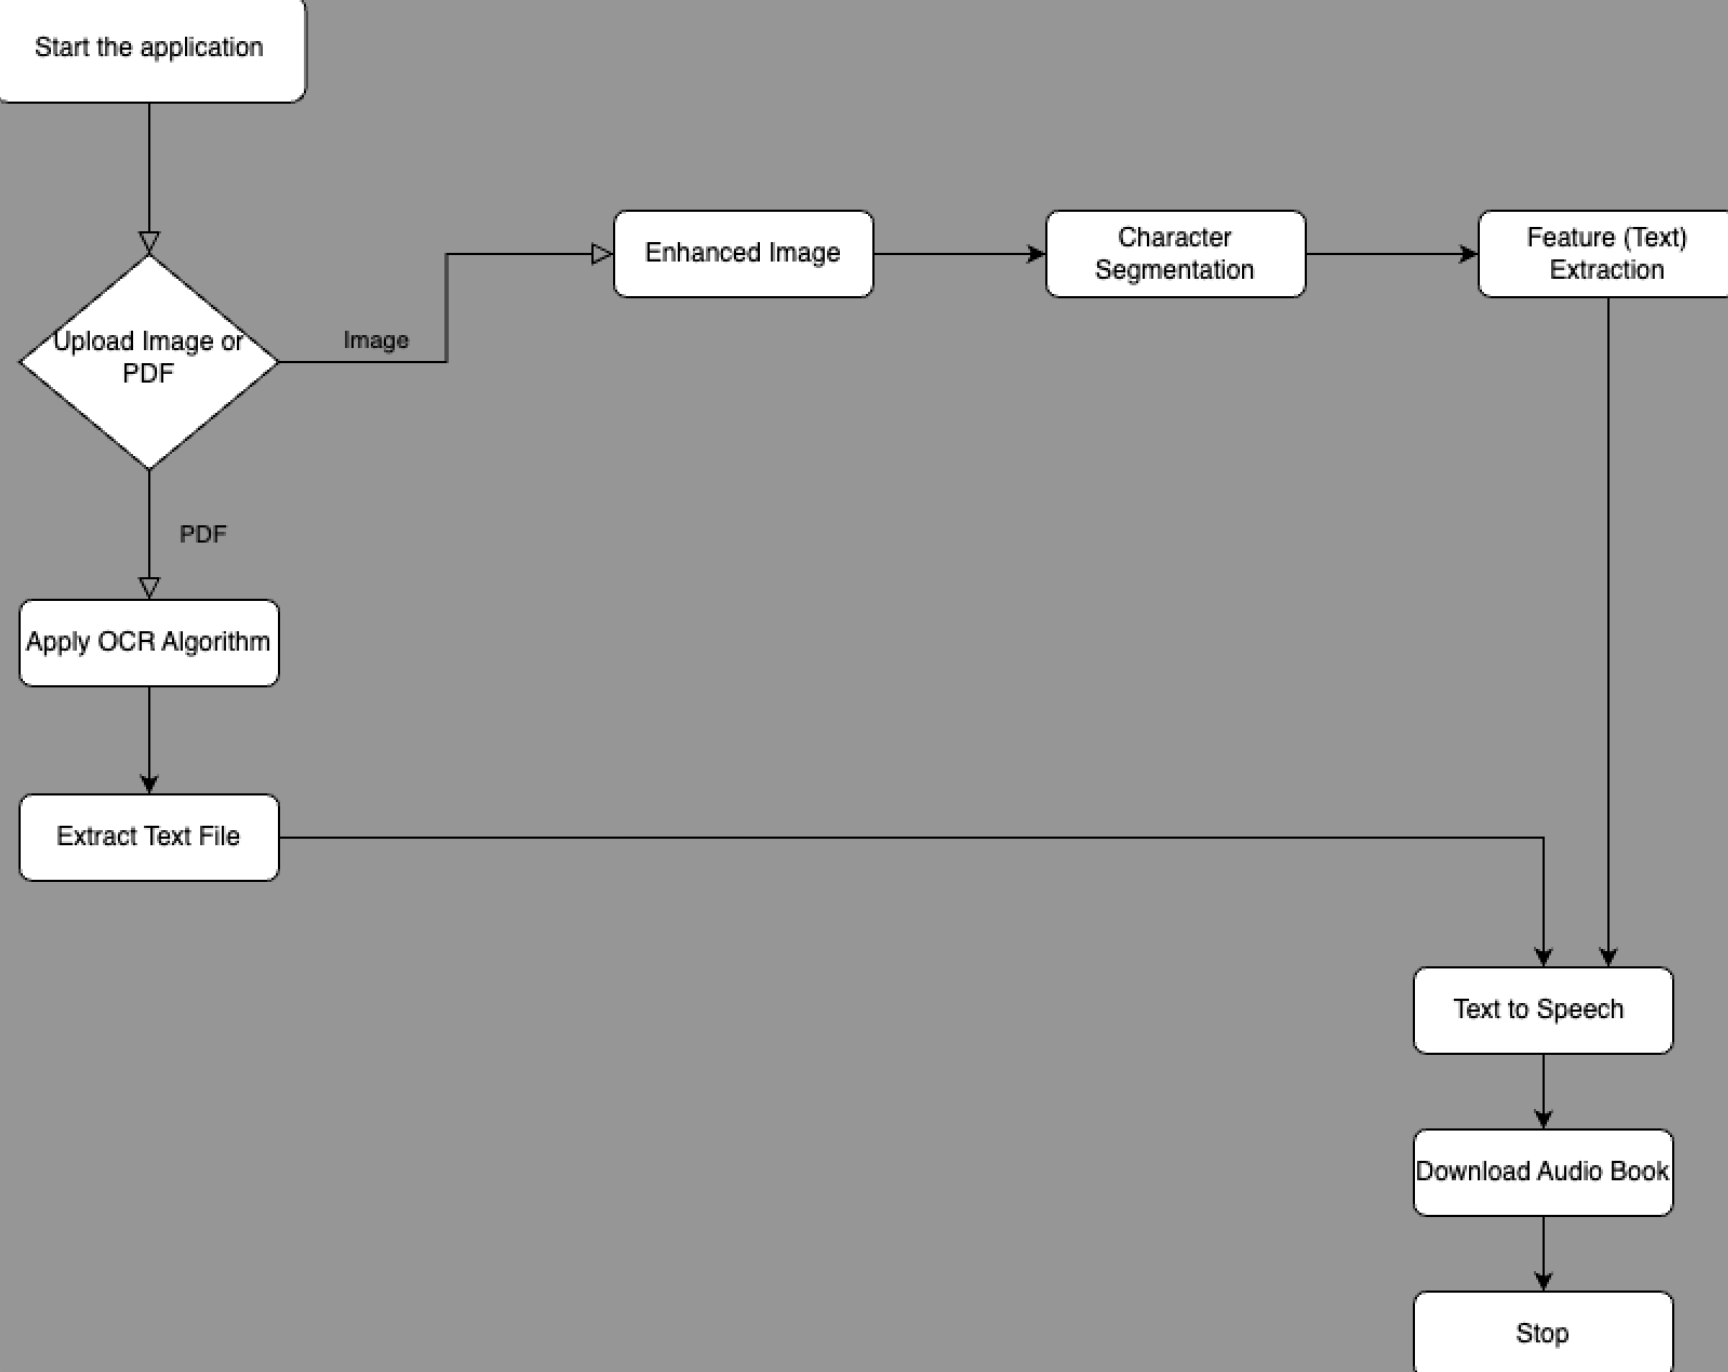 Start the application
Enhanced Image
Character
Segmentation
Feature (Text)
Extraction
Upload Image or
PDF
Image
PDF
Apply OCR Algorithm
Extract Text File
Text to Speech
Download Audio Book
Stop